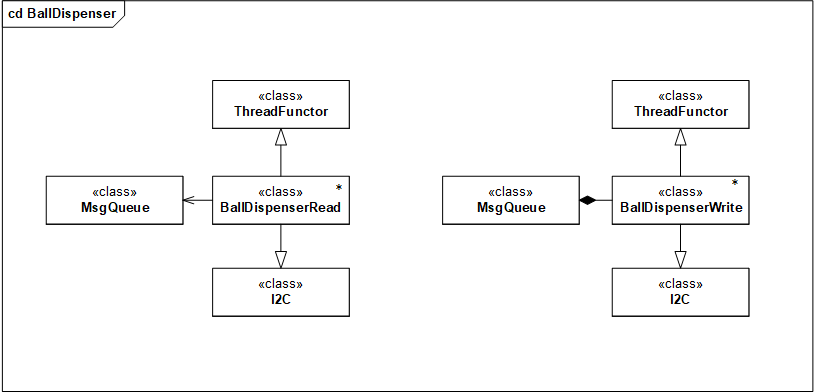 cd BallDispenser
«class»
ThreadFunctor
«class»
ThreadFunctor
«class»
MsgQueue
«class» *
BallDispenserRead
«class»
MsgQueue
«class» *
BallDispenserWrite
«class»
I2C
«class»
I2C